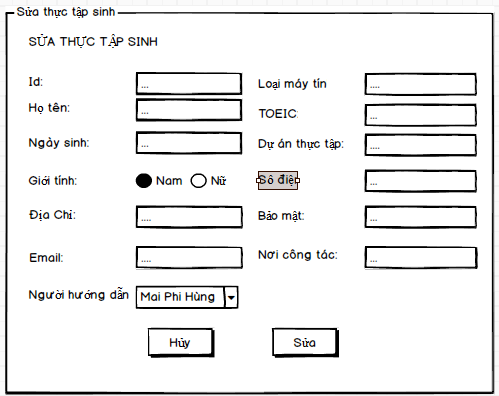 Sửa thực tập sinh
SỬA THỰC TẬP SINH
Id: ... Loại máy tín ....
Họ tên: ... TOEIC: ...
Ngày sinh: ... Dự án thực tập: ....
Giới tính: Nam Nữ Số điệ ...
Địa Chỉ: .... Bảo mật: ...
Email: .... Nơi công tác: ...
Người hướng dẫn Mai Phi Hùng
Hủy Sửa